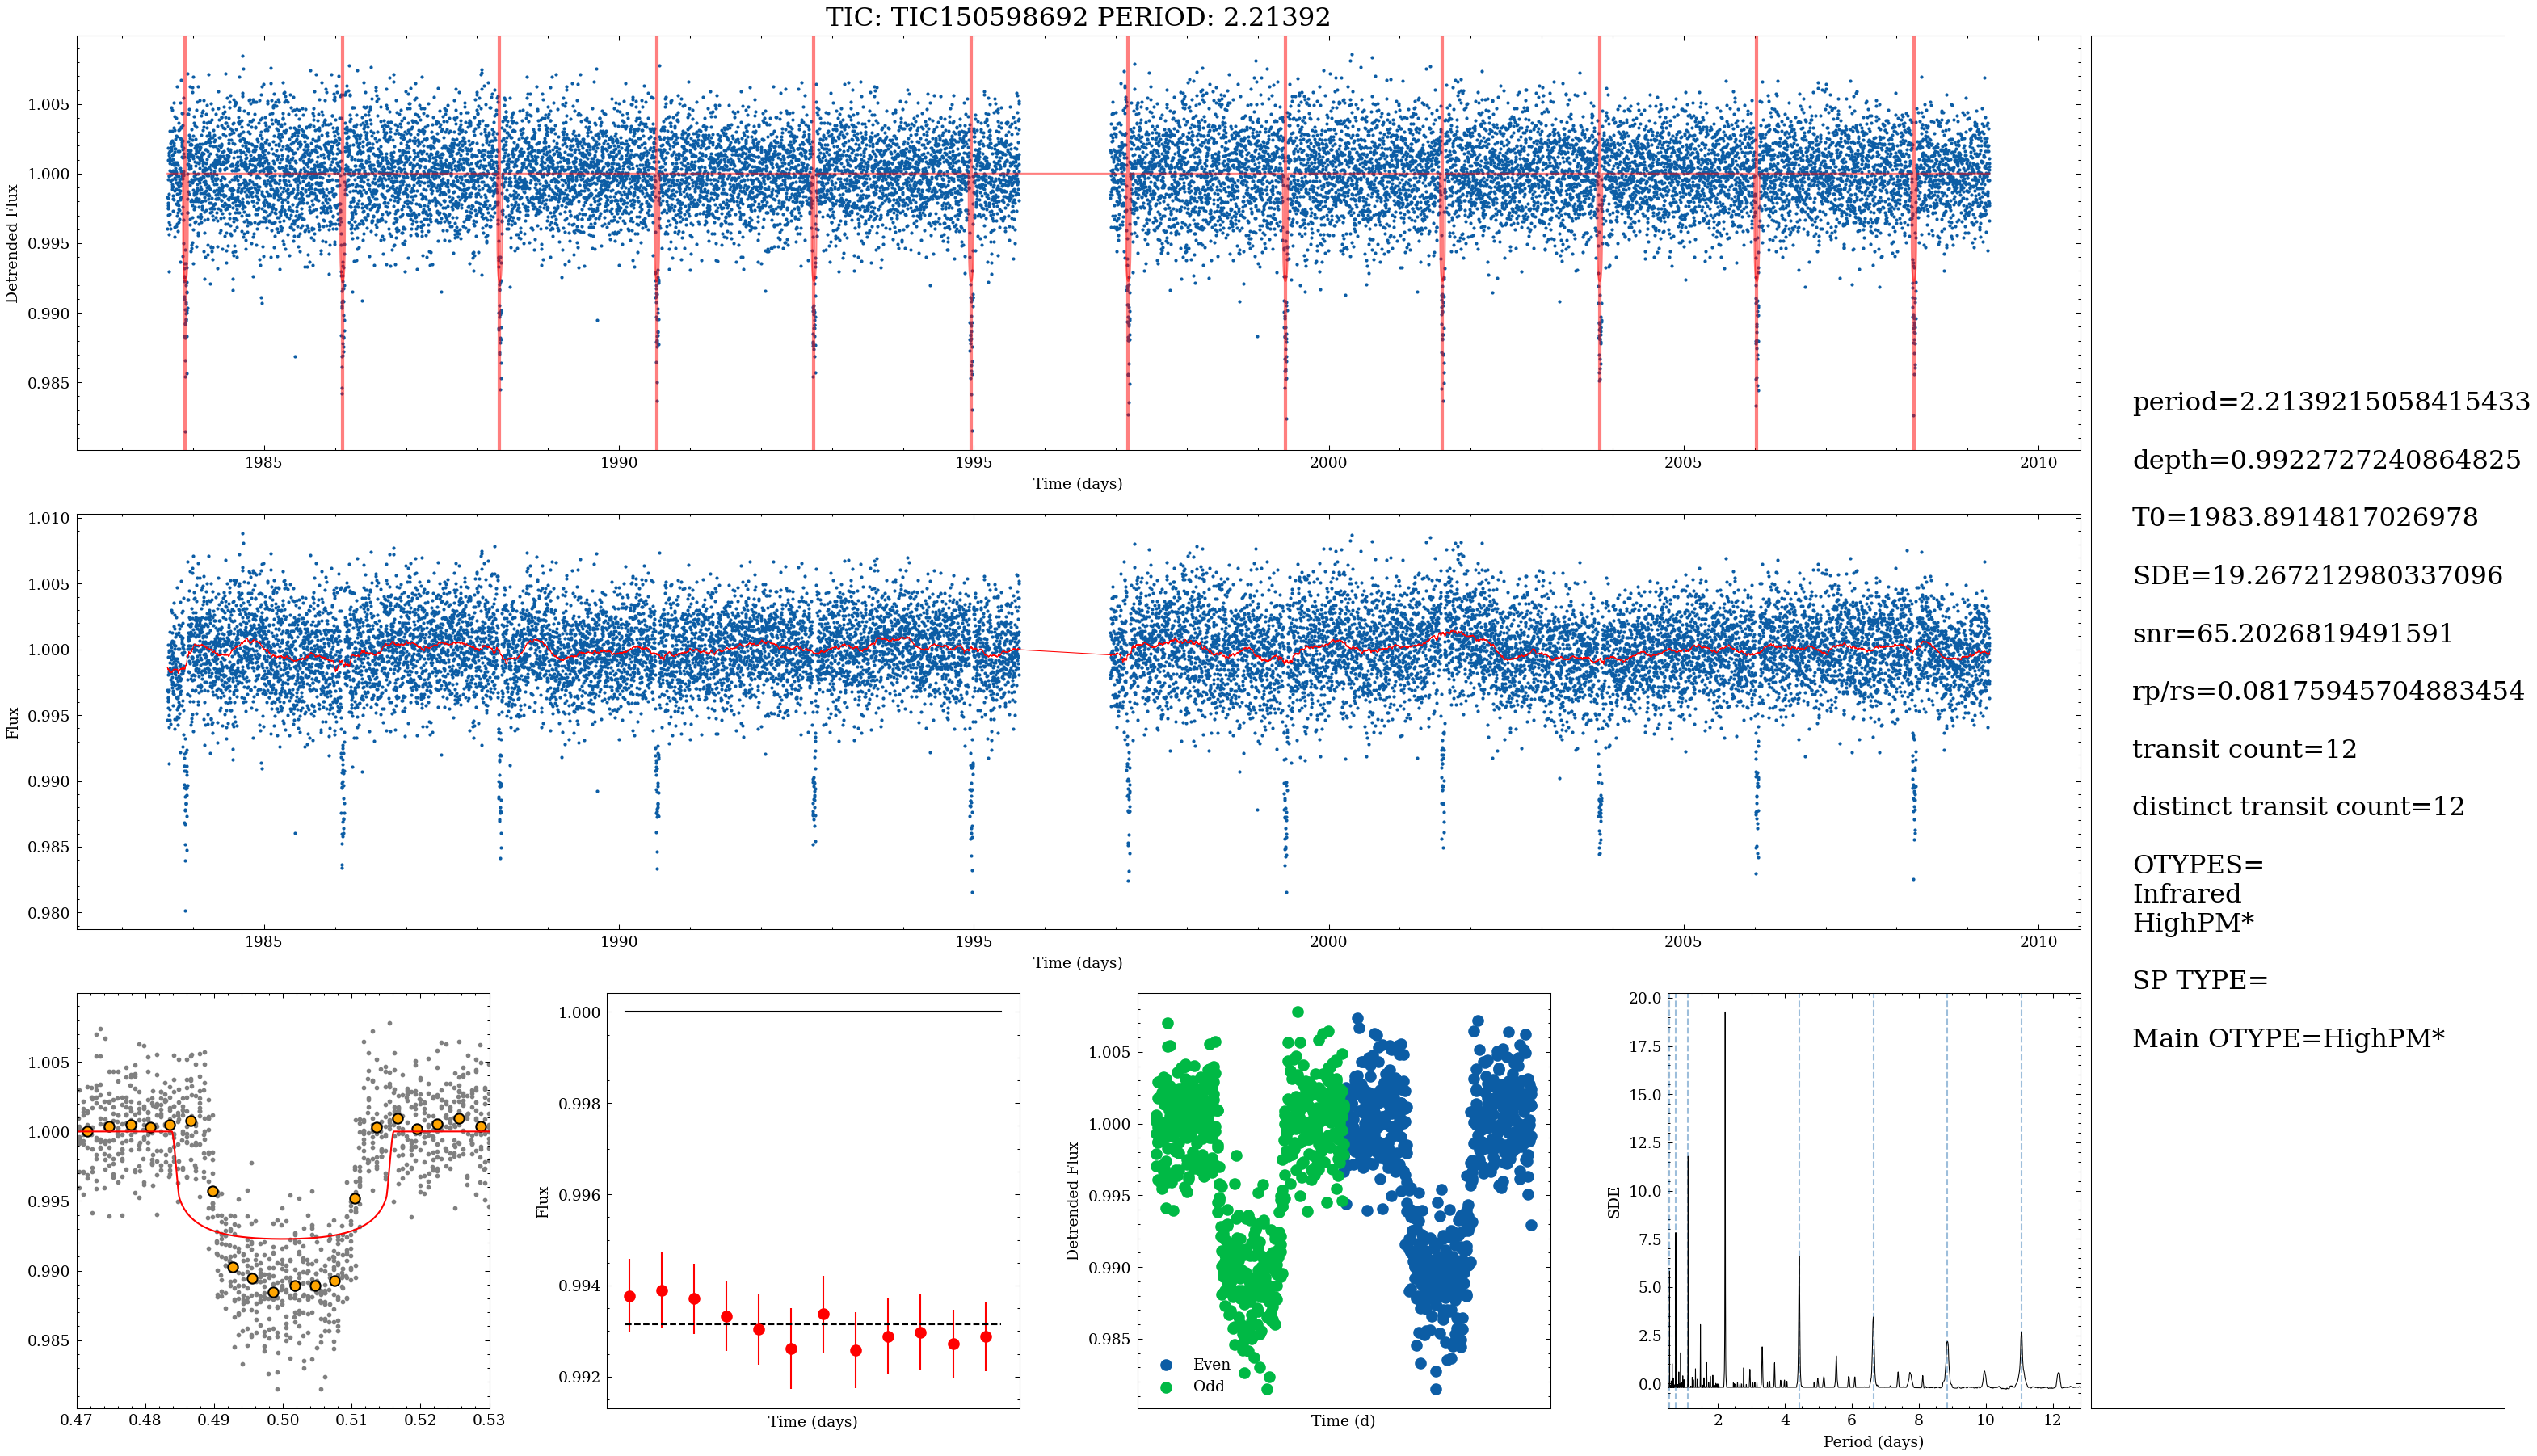 TIC: TIC150598692 PERIOD: 2.21392
Detrended Flux
1.005
1.000
0.995
0.990
0.985
1985
1990
1995
2000
2005
2010
Time (days)
Flux
1.010
1.005
1.000
0.995
0.990
0.985
0.980
1985
1990
1995
2000
2005
2010
Time (days)
1.005
1.000
0.995
0.990
0.985
0.47
0.48
0.49
0.50
0.51
0.52
0.53
Flux
1.000
0.998
0.996
0.994
0.992
Time (days)
Detrended Flux
1.005
1.000
0.995
0.990
0.985
Even
Odd
Time (d)
SDE
20.0
17.5
15.0
12.5
10.0
7.5
5.0
2.5
0.0
2
4
6
8
10
12
Period (days)
period=2.2139215058415433
depth=0.9922727240864825
T0=1983.8914817026978
SDE=19.267212980337096
snr=65.2026819491591
rp/rs=0.08175945704883454
transit count=12
distinct transit count=12
OTYPES=
Infrared
HighPM*
SP TYPE=
Main OTYPE=HighPM*